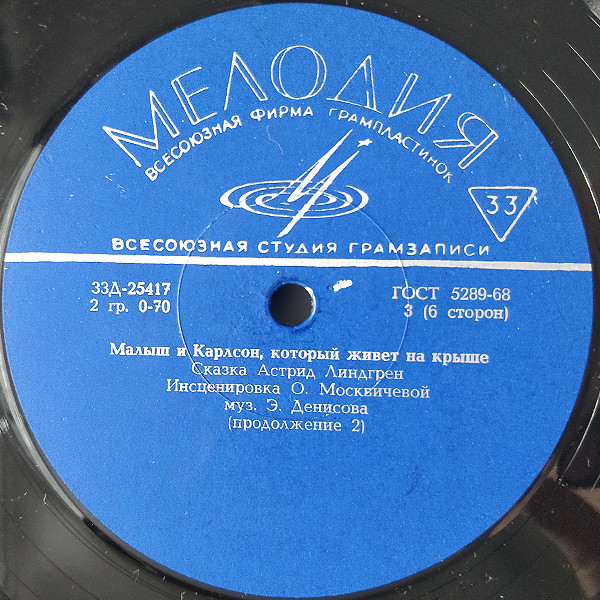 МЕЛОДИЯ
ВСЕСОЮЗНАЯ ФИРМА ГРАМПЛАСТИНОК
33
ВСЕСОЮЗНАЯ СТУДИЯ ГРАМЗАПИСИ
33Д-25417
ГОСТ 5289-68
2 гр. 0-70
3 (6 сторон)
Малыш и Карлсон, который живет на крыше
Сказка Астрид Линдгрен
Инсценировка О. Москвичевой
муз. Э. Денисова
(продолжение 2)